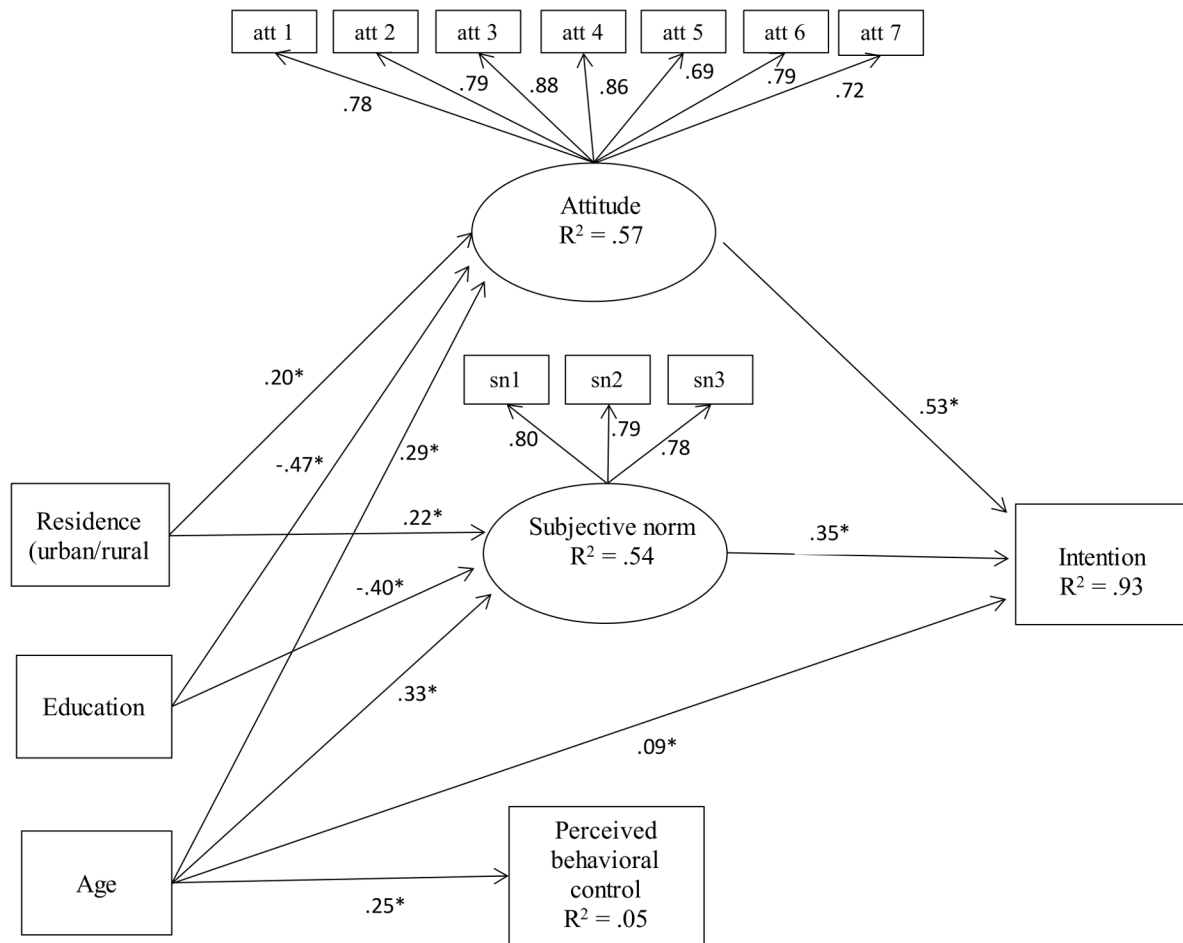 att 1
att 2
att 3
att 4
att 5
att 6
att 7
.78
.79
.88
.86
.69
.79
.72
Attitude
R² = .57
.20*
-.47*
.29*
sn1
sn2
sn3
.80
.79
.78
.53*
Residence
(urban/rural
.22*
Subjective norm
R² = .54
.35*
Intention
R² = .93
-.40*
Education
.33*
.09*
Age
.25*
Perceived
behavioral
control
R² = .05